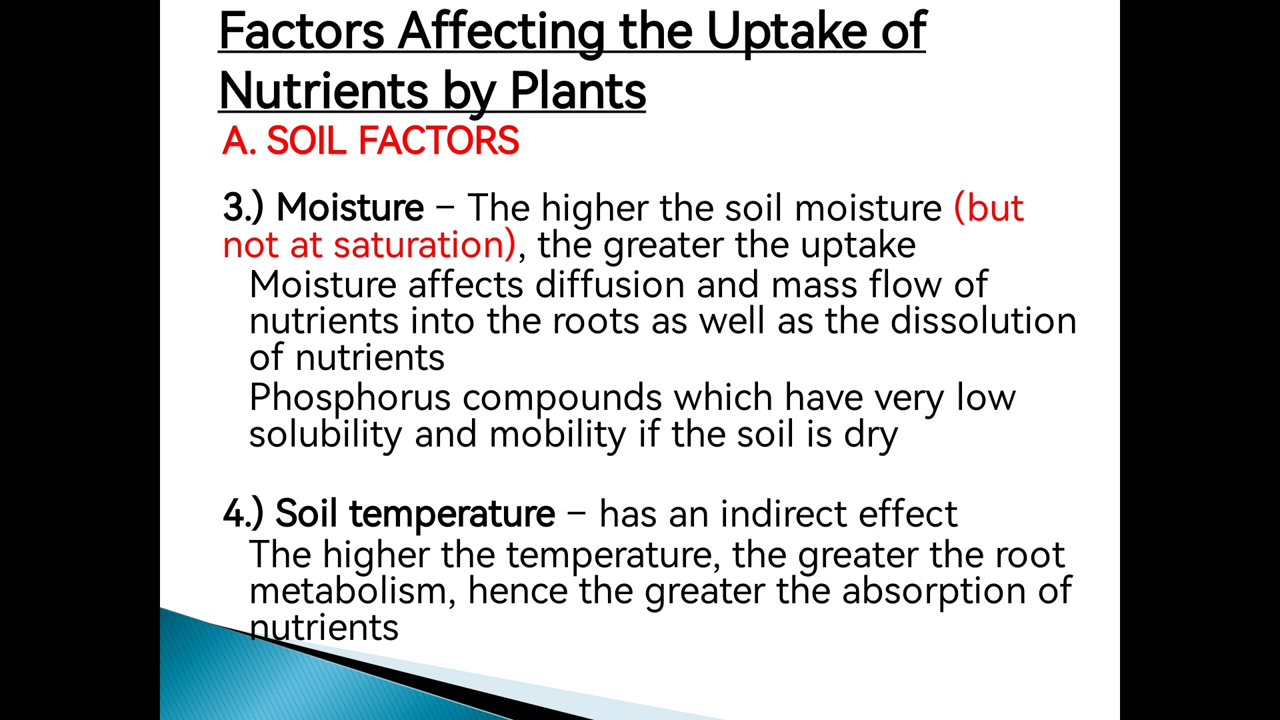 Factors Affecting the Uptake of
Nutrients by Plants
A. SOIL FACTORS
3.) Moisture – The higher the soil moisture (but
not at saturation), the greater the uptake
Moisture affects diffusion and mass flow of
nutrients into the roots as well as the dissolution
of nutrients
Phosphorus compounds which have very low
solubility and mobility if the soil is dry
4.) Soil temperature – has an indirect effect
The higher the temperature, the greater the root
metabolism, hence the greater the absorption of
nutrients